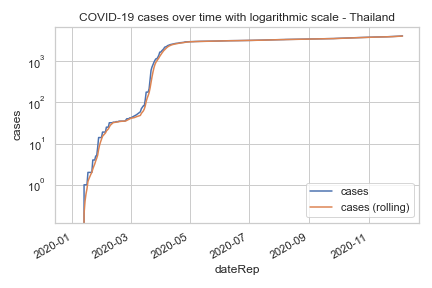 COVID-19 cases over time with logarithmic scale - Thailand
cases
10³
10²
10¹
10⁰
cases
cases (rolling)
2020-01
2020-03
2020-05
2020-07
2020-09
2020-11
dateRep